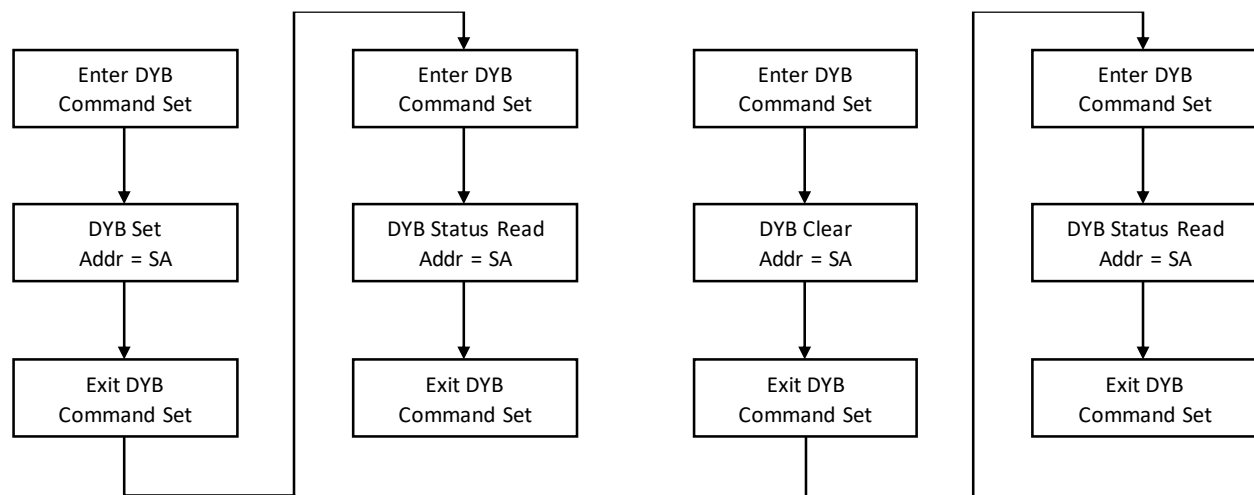 Enter DYB
Command Set
DYB Set
Addr = SA
Exit DYB
Command Set
Enter DYB
Command Set
DYB Status Read
Addr = SA
Exit DYB
Command Set
Enter DYB
Command Set
DYB Clear
Addr = SA
Exit DYB
Command Set
Enter DYB
Command Set
DYB Status Read
Addr = SA
Exit DYB
Command Set